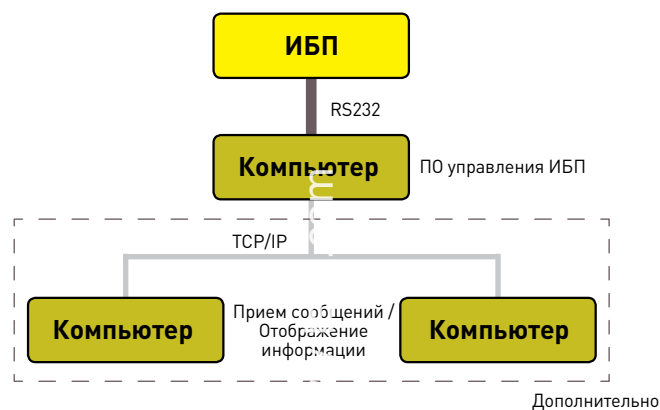 ИБП
RS232
Компьютер
ПО управления ИБП
TCP/IP
Компьютер
Прием сообщений /
Отображение
информации
Компьютер
Дополнительно